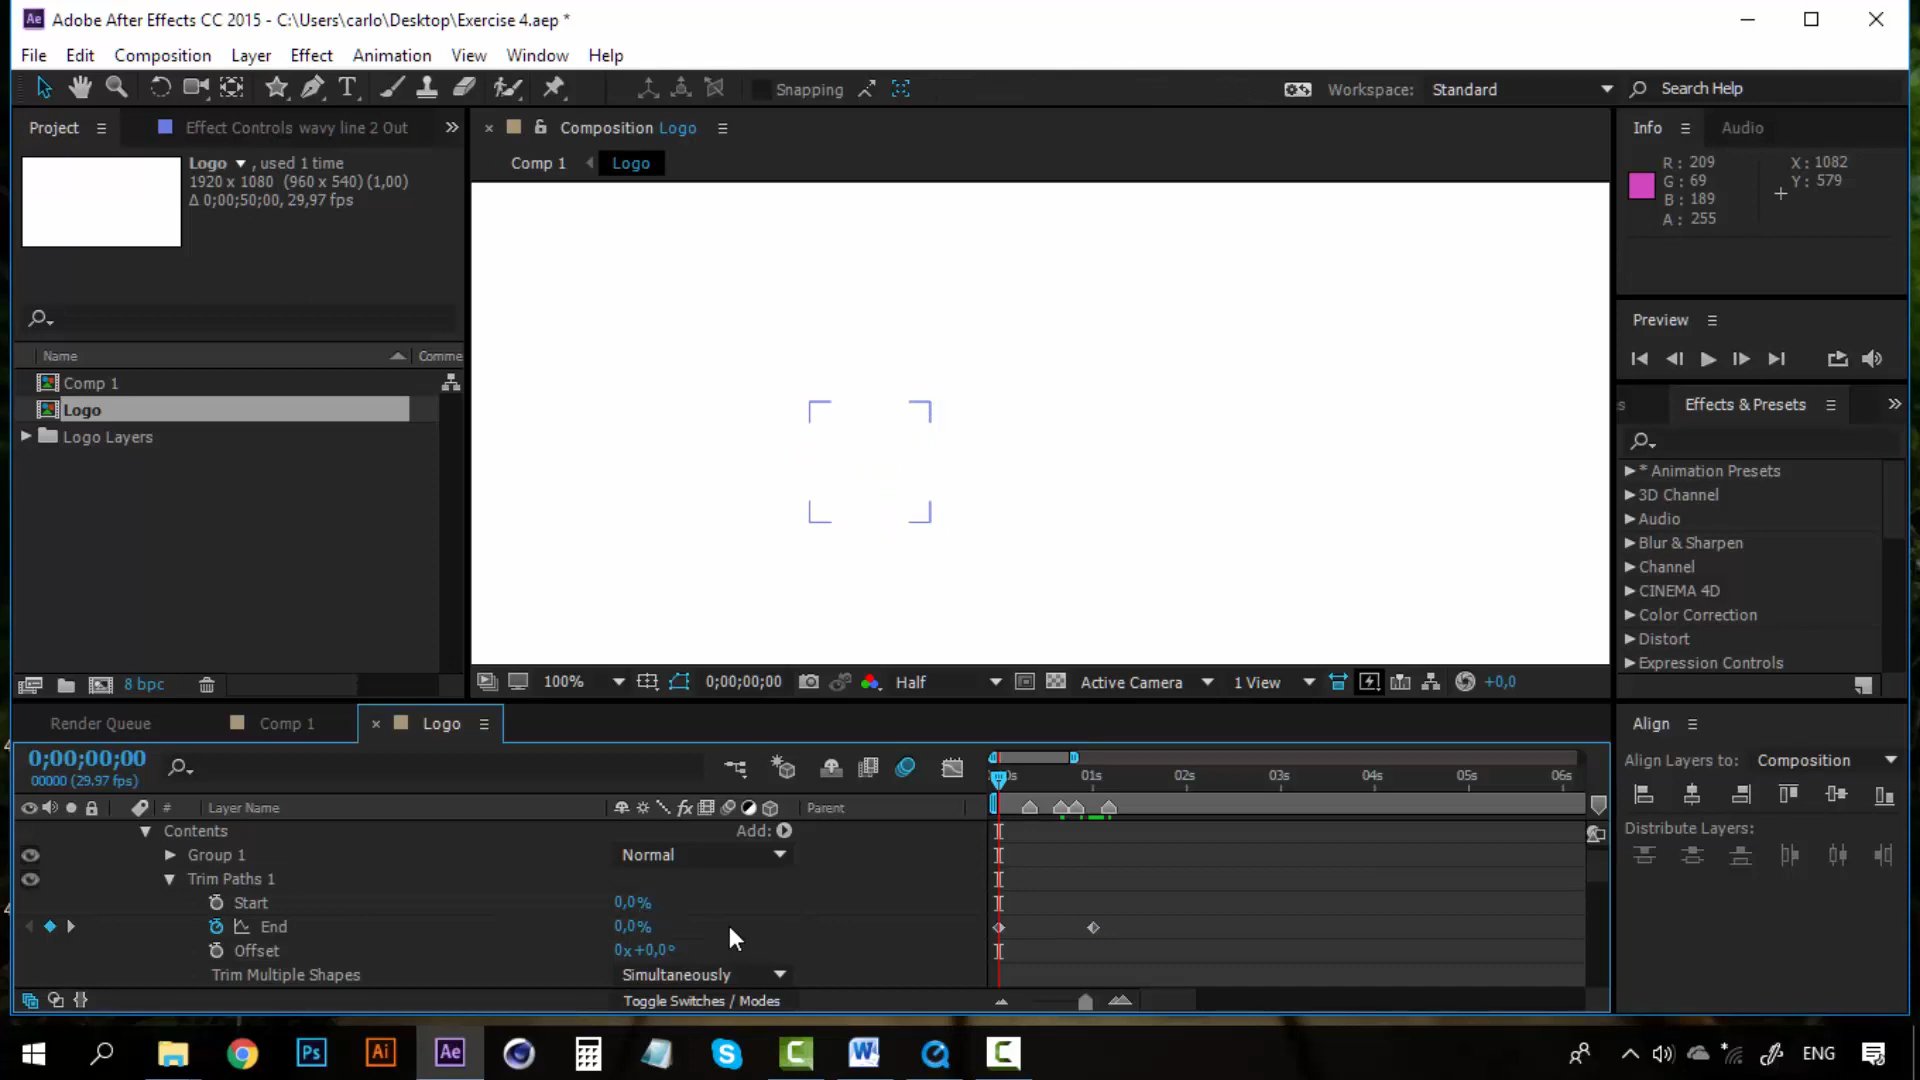 Adobe After Effects CC 2015 - C:\Users\carlo\Desktop\Exercise 4.aep *
File Edit Composition Layer Effect Animation View Window Help
Snapping
Workspace: Standard
Search Help
Project
Effect Controls wavy line 2 Out
Composition Logo
Comp 1 Logo
Info Audio
Logo , used 1 time
1920 x 1080 (960 x 540) (1,00)
Δ 0;00;50;00, 29,97 fps
R: 209
G: 69
B: 189
A: 255
X: 1082
Y: 579
Preview
Name Comme
Comp 1
Logo
Logo Layers
s
Effects & Presets
* Animation Presets
3D Channel
Audio
Blur & Sharpen
Channel
CINEMA 4D
Color Correction
Distort
Expression Controls
8 bpc
100%
0;00;00;00
Half
Active Camera
1 View
+0,0
Render Queue
Comp 1
Logo
Align
0;00;00;00
00000 (29.97 fps)
0s 01s 02s 03s 04s 05s 06s
Align Layers to: Composition
Distribute Layers:
# Layer Name
fx
Parent
Contents
Add:
Group 1
Normal
Trim Paths 1
Start 0,0%
End 0,0%
Offset 0x+0,0°
Trim Multiple Shapes Simultaneously
Toggle Switches / Modes
Ae
Ps
Ai
Ae
ENG